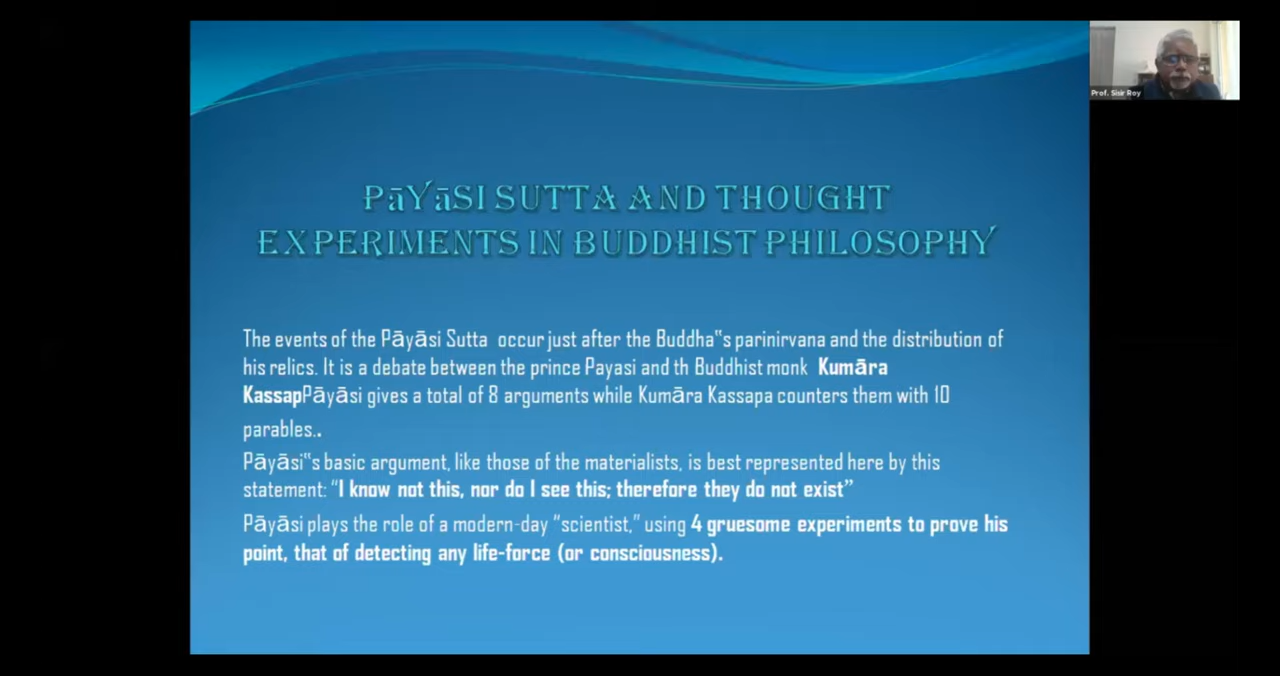 PāYāSI SUTTA AND THOUGHT
EXPERIMENTS IN BUDDHIST PHILOSOPHY
The events of the Pāyāsi Sutta occur just after the Buddha‟s parinirvana and the distribution of
his relics. It is a debate between the prince Payasi and th Buddhist monk Kumāra
KassapPāyāsi gives a total of 8 arguments while Kumāra Kassapa counters them with 10
parables..
Pāyāsi‟s basic argument, like those of the materialists, is best represented here by this
statement: “I know not this, nor do I see this; therefore they do not exist”
Pāyāsi plays the role of a modern-day “scientist,” using 4 gruesome experiments to prove his
point, that of detecting any life-force (or consciousness).
Prof. Sisir Roy